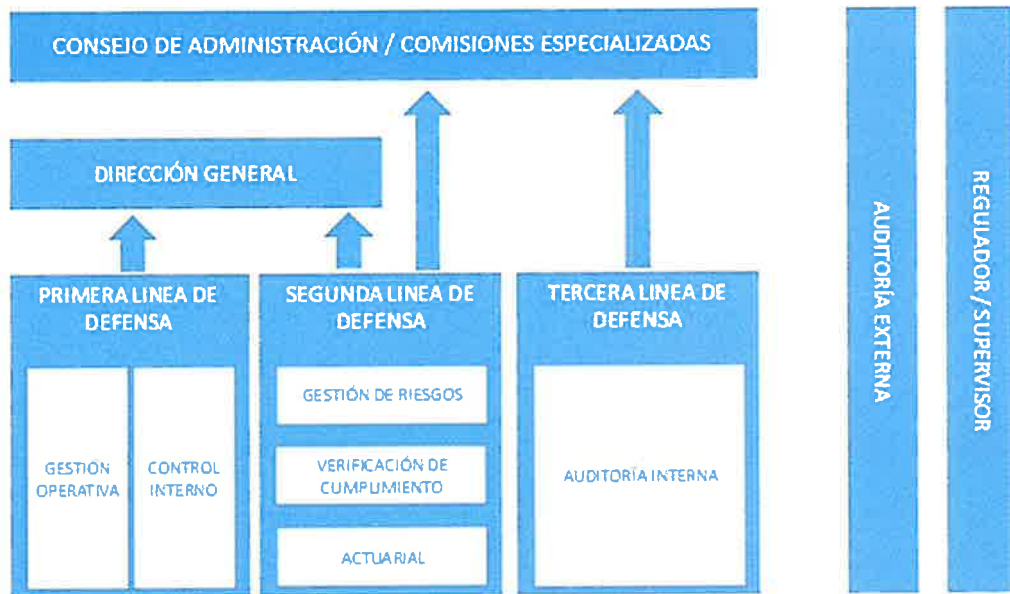 CONSEJO DE ADMINISTRACIÓN / COMISIONES ESPECIALIZADAS
DIRECCIÓN GENERAL
PRIMERA LINEA DE
DEFENSA
GESTIÓN
OPERATIVA
CONTROL
INTERNO
SEGUNDA LINEA DE
DEFENSA
GESTIÓN DE RIESGOS
VERIFICACIÓN DE
CUMPLIMIENTO
ACTUARIAL
TERCERA LINEA DE
DEFENSA
AUDITORÍA INTERNA
AUDITORÍA EXTERNA
REGULADOR / SUPERVISOR